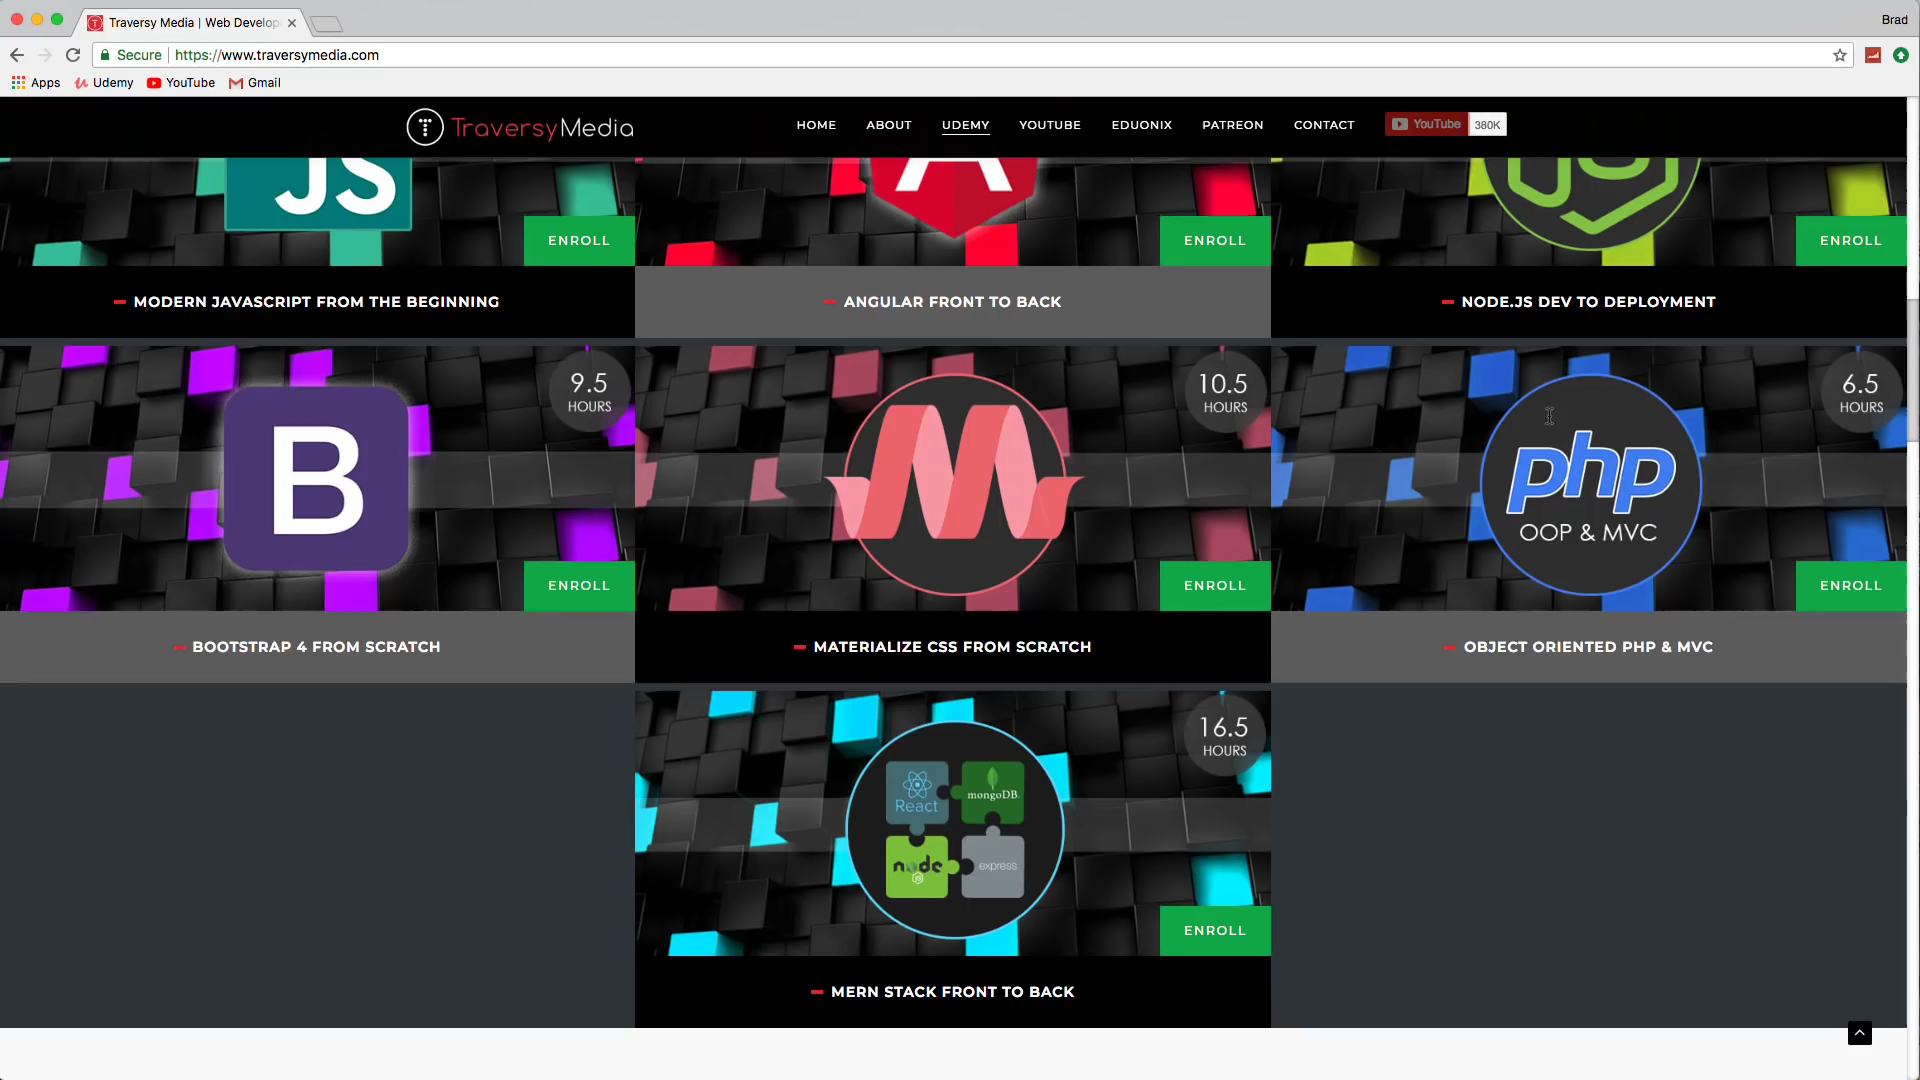 Traversy Media | Web Develop
Brad
Secure | https://www.traversymedia.com
Apps Udemy YouTube Gmail
TraversyMedia HOME ABOUT UDEMY YOUTUBE EDUONIX PATREON CONTACT YouTube 380K
JS
ENROLL ENROLL ENROLL
MODERN JAVASCRIPT FROM THE BEGINNING ANGULAR FRONT TO BACK NODE.JS DEV TO DEPLOYMENT
9.5 10.5 6.5
HOURS HOURS HOURS
B php
OOP & MVC
ENROLL ENROLL ENROLL
BOOTSTRAP 4 FROM SCRATCH MATERIALIZE CSS FROM SCRATCH OBJECT ORIENTED PHP & MVC
16.5
HOURS
React mongoDB.
node express
JS
ENROLL
MERN STACK FRONT TO BACK